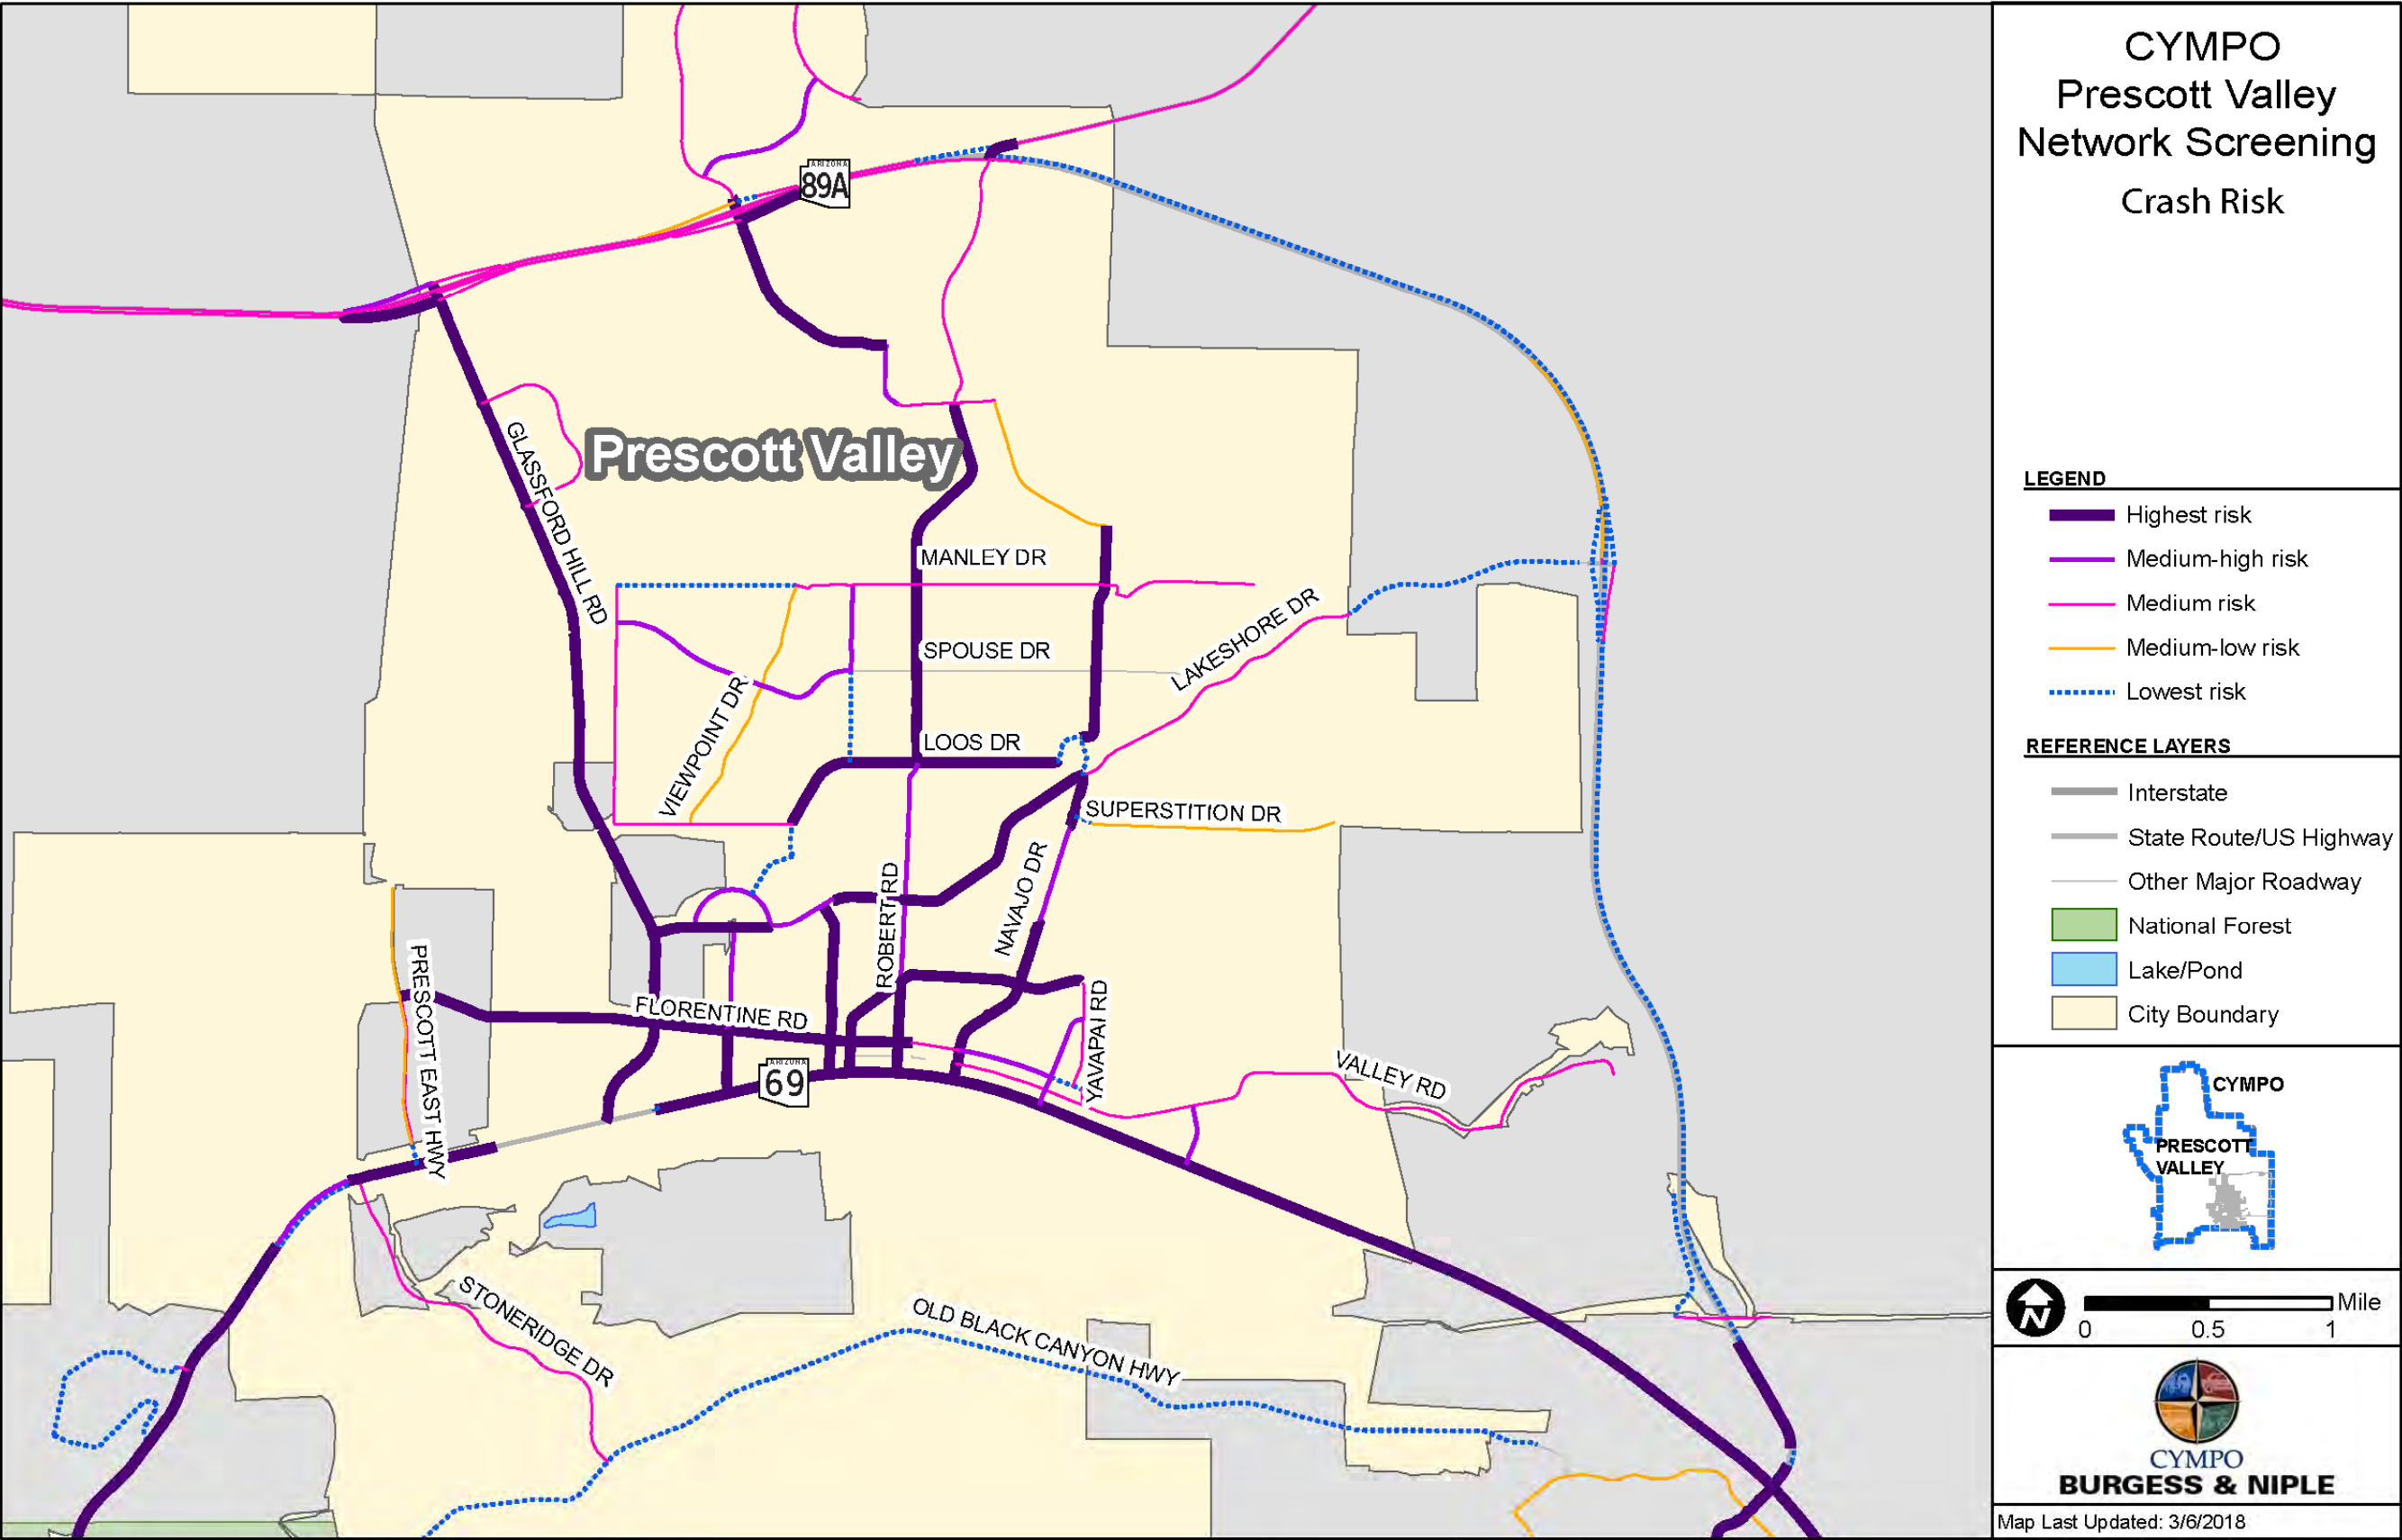 CYMPO
Prescott Valley
Network Screening
Crash Risk
LEGEND
Highest risk
Medium-high risk
Medium risk
Medium-low risk
Lowest risk
REFERENCE LAYERS
Interstate
State Route/US Highway
Other Major Roadway
National Forest
Lake/Pond
City Boundary
CYMPO
PRESCOTT
VALLEY
N
Mile
0 0.5 1
CYMPO
BURGESS & NIPLE
Map Last Updated: 3/6/2018
ARIZONA
89A
GLASSFORD HILL RD
Prescott Valley
MANLEY DR
SPOUSE DR
LAKESHORE DR
VIEWPOINT DR
LOOS DR
SUPERSTITION DR
ROBERT RD
NAVAJO DR
PRESCOTT EAST HWY
FLORENTINE RD
YAVAPAI RD
ARIZONA
69
VALLEY RD
STONERIDGE DR
OLD BLACK CANYON HWY